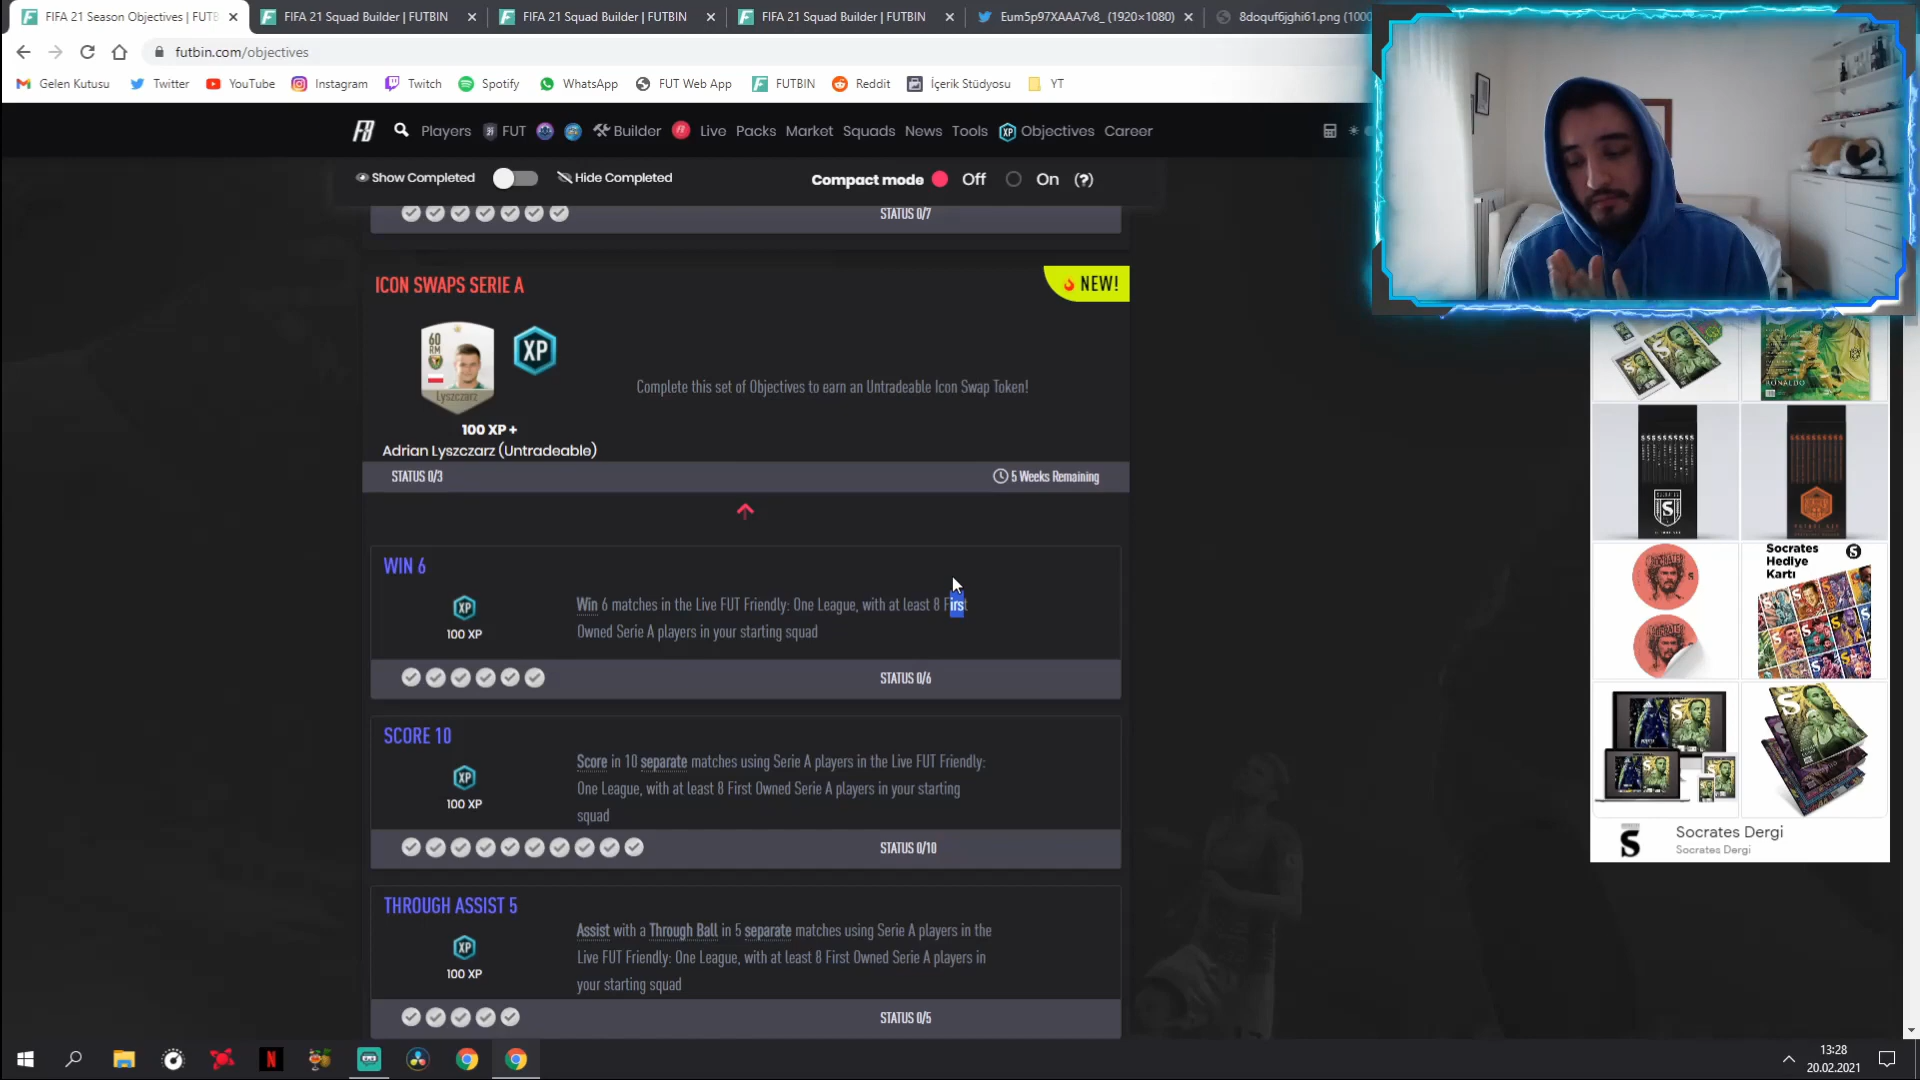 FIFA 21 Season Objectives | FUTB
FIFA 21 Squad Builder | FUTBIN
FIFA 21 Squad Builder | FUTBIN
FIFA 21 Squad Builder | FUTBIN
Eum5p97XAAA7v8_ (1920×1080)
8doquf6jghi61.png (1000
futbin.com/objectives
Gelen Kutusu
Twitter
YouTube
Instagram
Twitch
Spotify
WhatsApp
FUT Web App
FUTBIN
Reddit
İçerik Stüdyosu
YT
Players
FUT
Builder
Live
Packs
Market
Squads
News
Tools
Objectives
Career
Show Completed
Hide Completed
Compact mode
Off
On (?)
STATUS 0/7
ICON SWAPS SERIE A
NEW!
60
RM
Lyszczarz
XP
Complete this set of Objectives to earn an Untradeable Icon Swap Token!
100 XP +
Adrian Lyszczarz (Untradeable)
STATUS 0/3
5 Weeks Remaining
WIN 6
XP
100 XP
Win 6 matches in the Live FUT Friendly: One League, with at least 8 First
Owned Serie A players in your starting squad
STATUS 0/6
SCORE 10
XP
100 XP
Score in 10 separate matches using Serie A players in the Live FUT Friendly:
One League, with at least 8 First Owned Serie A players in your starting
squad
STATUS 0/10
THROUGH ASSIST 5
XP
100 XP
Assist with a Through Ball in 5 separate matches using Serie A players in the
Live FUT Friendly: One League, with at least 8 First Owned Serie A players in
your starting squad
STATUS 0/5
RONALDO
Socrates
Hediye
Kartı
Socrates Dergi
Socrates Dergi
13:28
20.02.2021